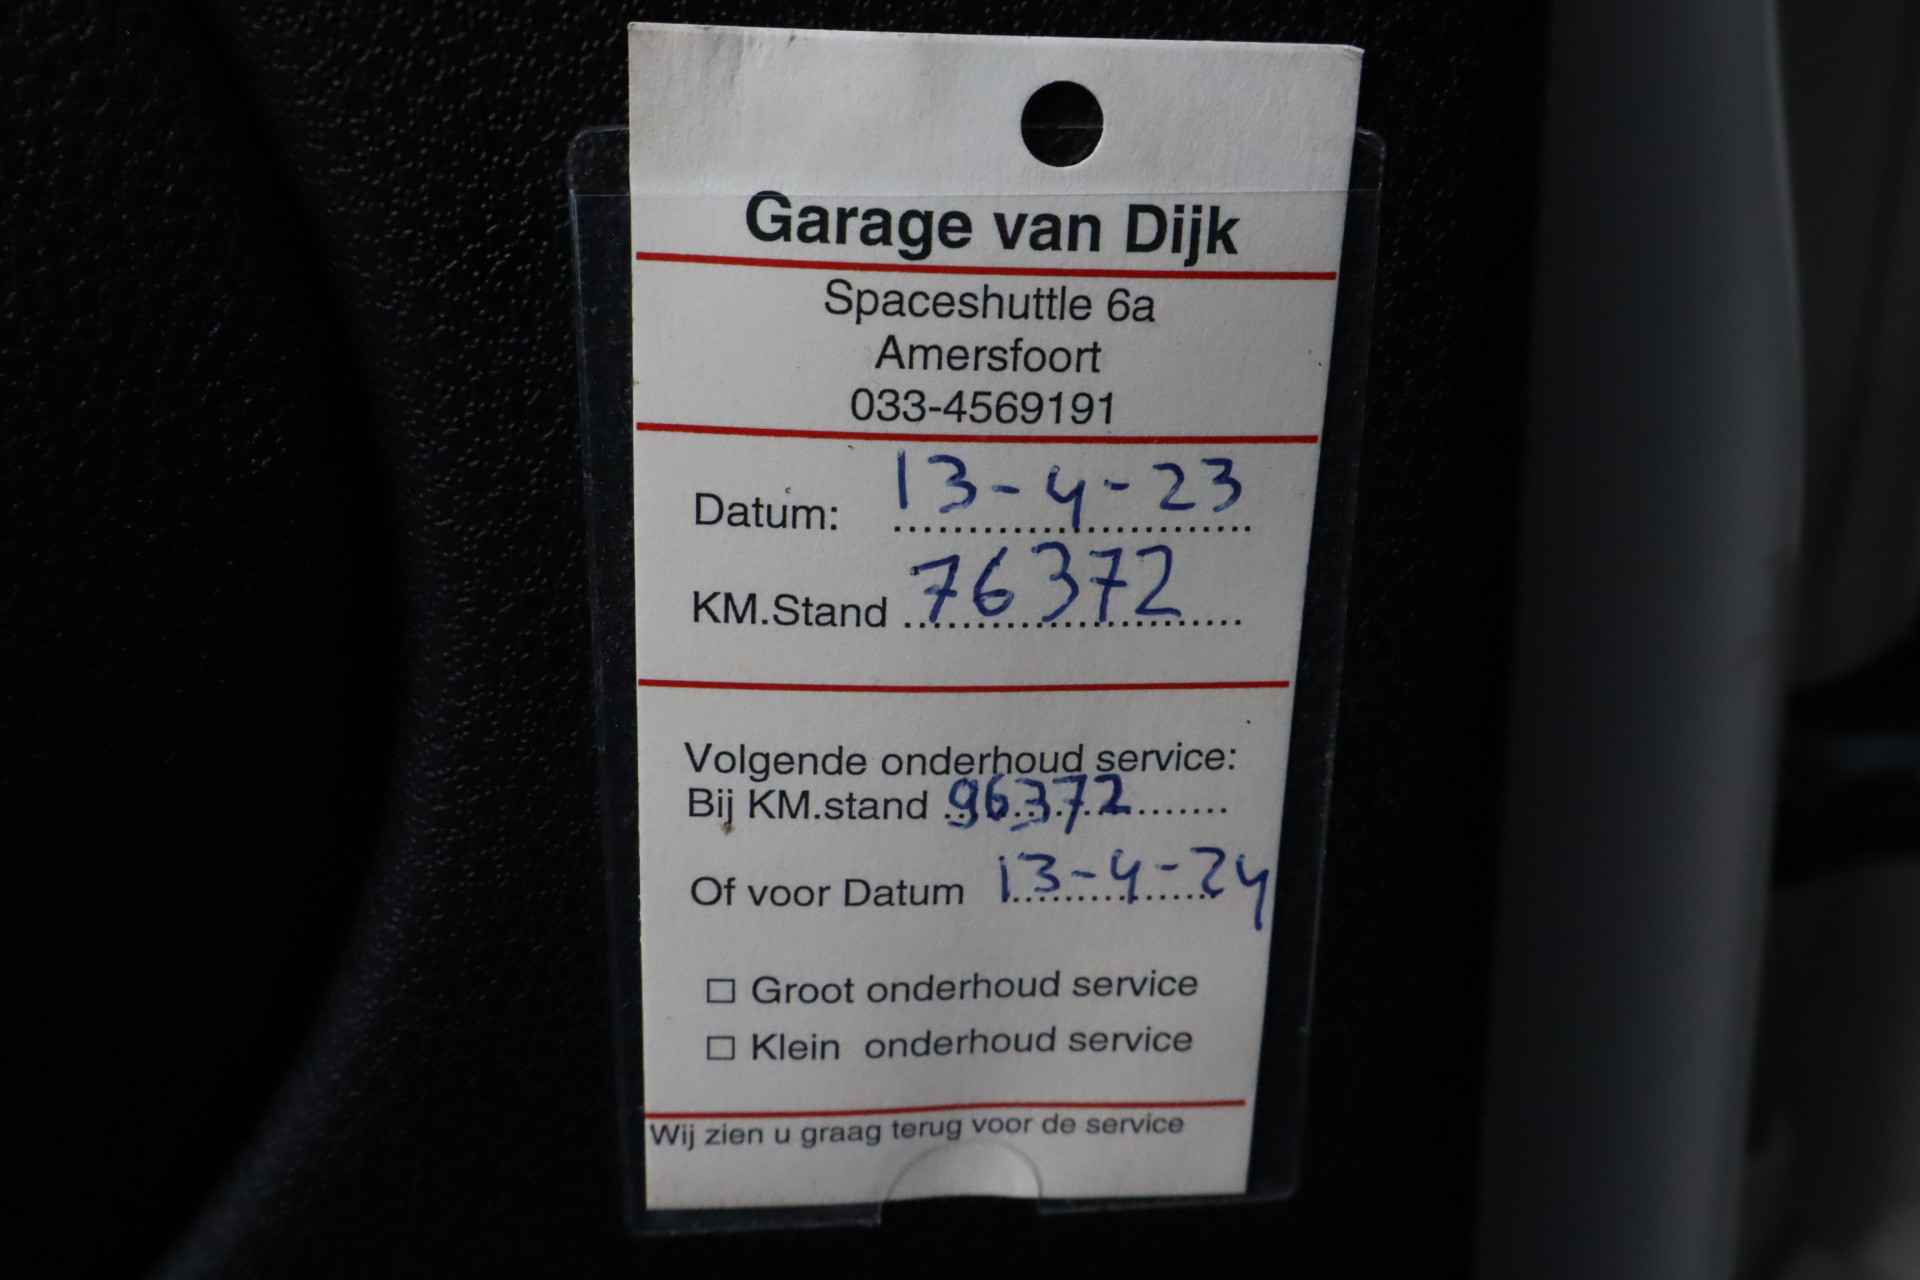 Garage van Dijk
Spaceshuttle 6a
Amersfoort
033-4569191
Datum: 13-4-23
KM.Stand 76372
Volgende onderhoud service:
Bij KM.stand 96372
Of voor Datum 13-4-24
☐ Groot onderhoud service
☐ Klein onderhoud service
Wij zien u graag terug voor de service